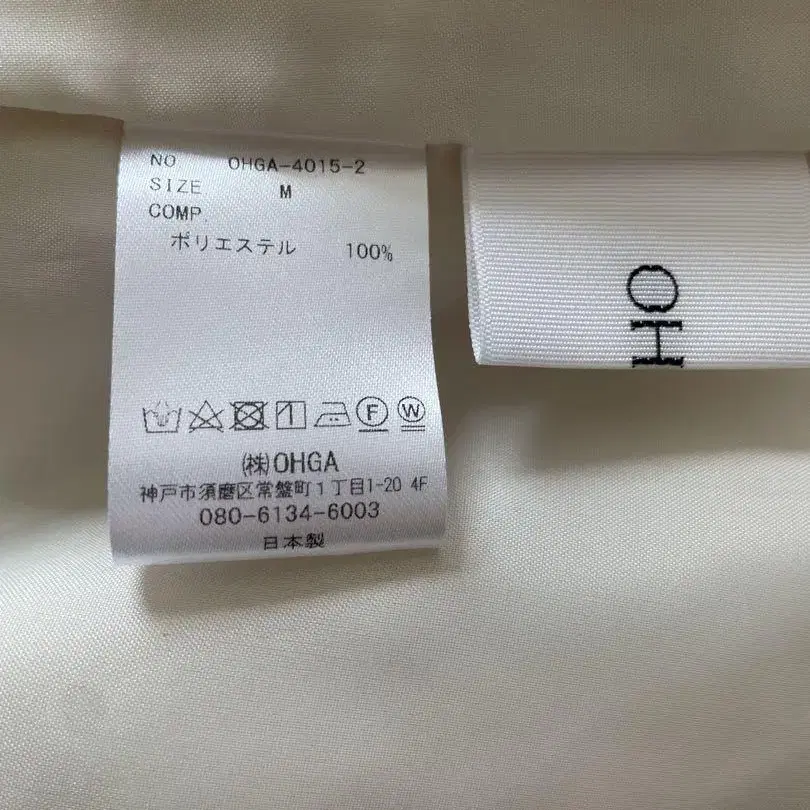 NO OHGA-4015-2
SIZE M
COMP
ポリエステル 100%
F W
(株)OHGA
神戸市須磨区常盤町1丁目1-20 4F
080-6134-6003
日本製
OH